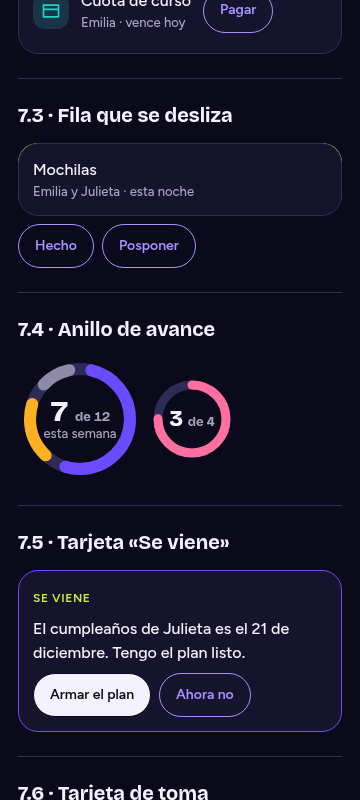 Cuota de curso
Emilia · vence hoy
Pagar
7.3 · Fila que se desliza
Mochilas
Emilia y Julieta · esta noche
Hecho
Posponer
7.4 · Anillo de avance
7 de 12
esta semana
3 de 4
7.5 · Tarjeta «Se viene»
SE VIENE
El cumpleaños de Julieta es el 21 de
diciembre. Tengo el plan listo.
Armar el plan
Ahora no
7.6 · Tarjeta de toma